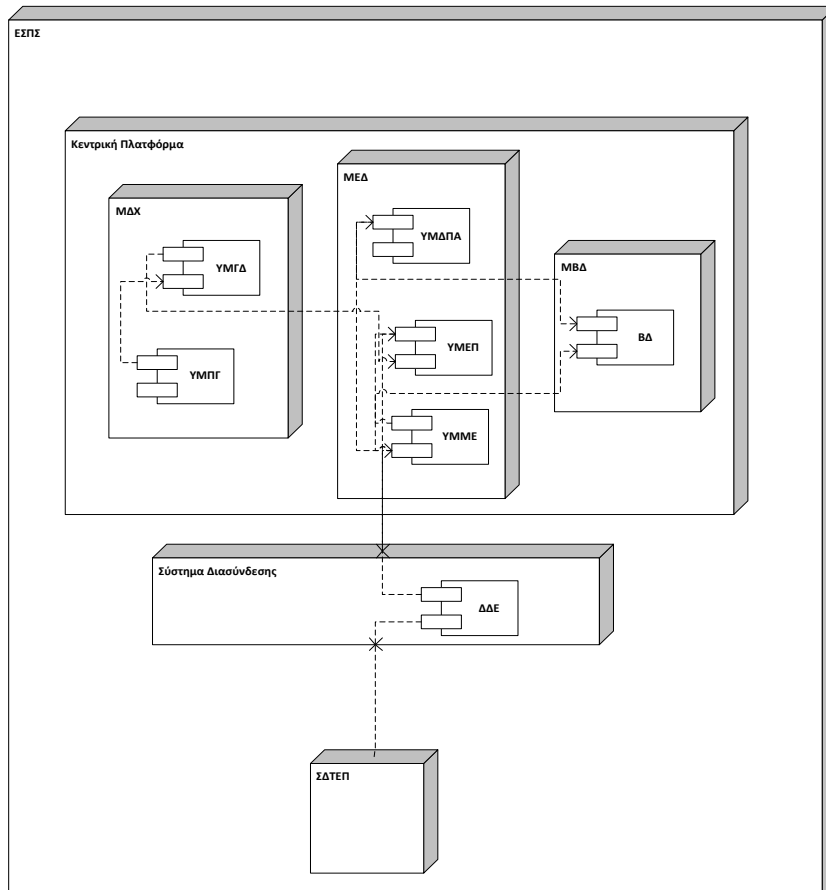 ΕΣΠΣ
Κεντρική Πλατφόρμα
ΜΕΔ
ΜΔΧ
ΥΜΔΠΑ
ΥΜΓΔ
ΜΒΔ
ΒΔ
ΥΜΕΠ
ΥΜΠΓ
ΥΜΜΕ
Σύστημα Διασύνδεσης
ΔΔΕ
ΣΔΤΕΠ